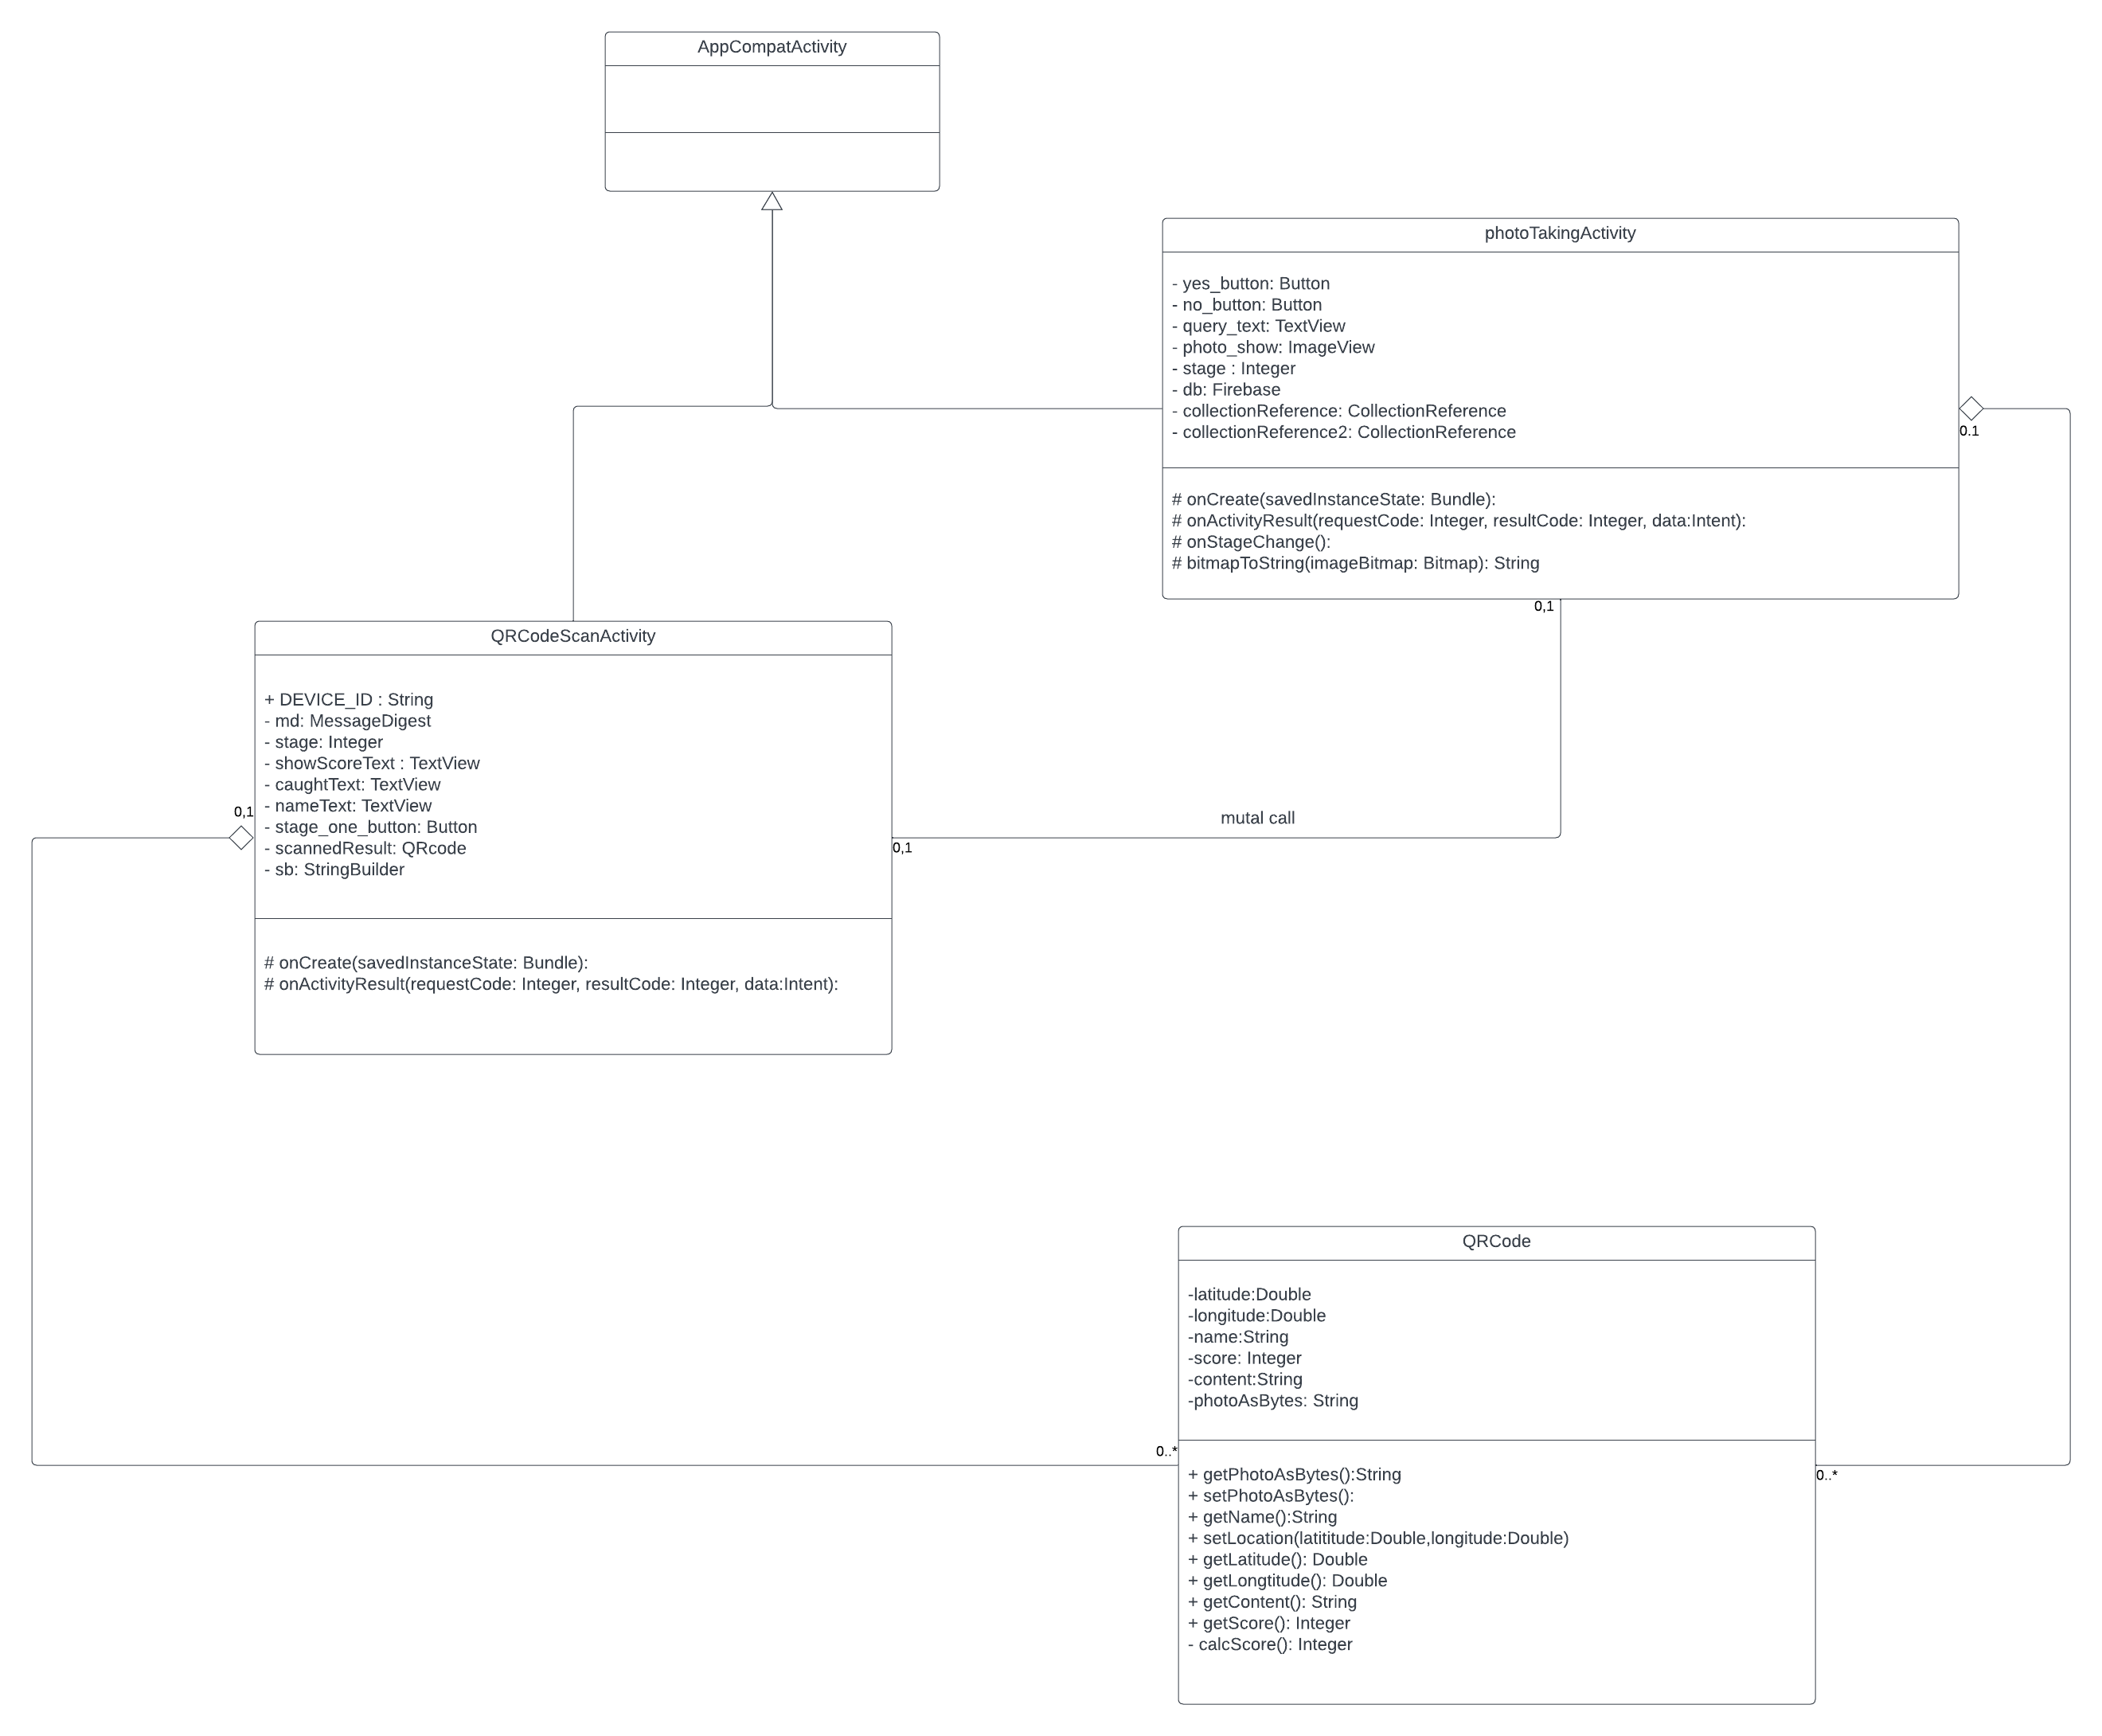 AppCompatActivity
photoTakingActivity
- yes_button: Button
- no_button: Button
- query_text: TextView
- photo_show: ImageView
- stage : Integer
- db: Firebase
- collectionReference: CollectionReference
- collectionReference2: CollectionReference
0.1
# onCreate(savedInstanceState: Bundle):
# onActivityResult(requestCode: Integer, resultCode: Integer, data:Intent):
# onStageChange():
# bitmapToString(imageBitmap: Bitmap): String
0,1
QRCodeScanActivity
+ DEVICE_ID : String
- md: MessageDigest
- stage: Integer
- showScoreText : TextView
- caughtText: TextView
- nameText: TextView
- stage_one_button: Button
- scannedResult: QRcode
- sb: StringBuilder
0,1
mutal call
0,1
# onCreate(savedInstanceState: Bundle):
# onActivityResult(requestCode: Integer, resultCode: Integer, data:Intent):
QRCode
-latitude:Double
-longitude:Double
-name:String
-score: Integer
-content:String
-photoAsBytes: String
0..*
0..*
+ getPhotoAsBytes():String
+ setPhotoAsBytes():
+ getName():String
+ setLocation(latititude:Double,longitude:Double)
+ getLatitude(): Double
+ getLongtitude(): Double
+ getContent(): String
+ getScore(): Integer
- calcScore(): Integer